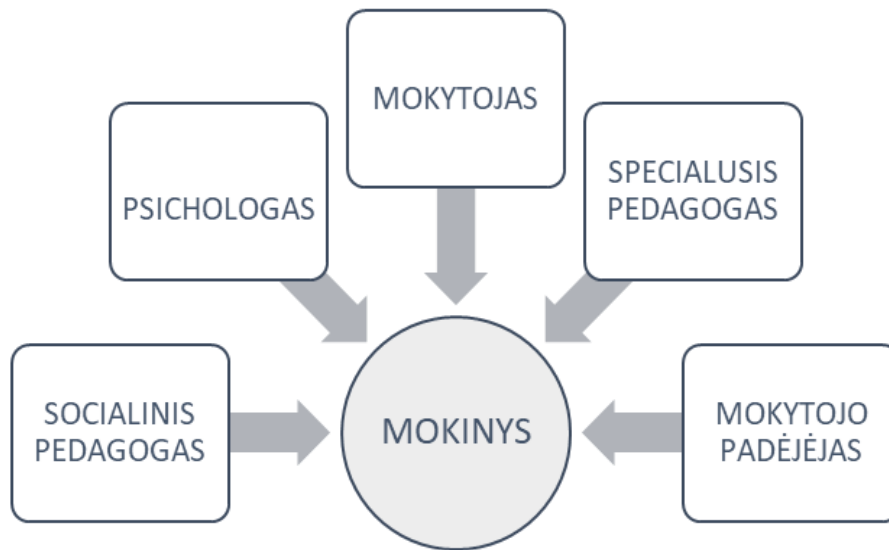 MOKYTOJAS
PSICHOLOGAS
SPECIALUSIS
PEDAGOGAS
SOCIALINIS
PEDAGOGAS
MOKINYS
MOKYTOJO
PADĖJĖJAS